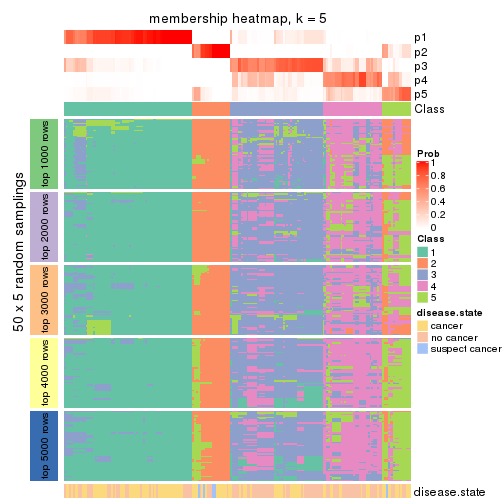 membership heatmap, k = 5
p1
p2
p3
p4
p5
Class
50 x 5 random samplings
top 1000 rows
top 2000 rows
top 3000 rows
top 4000 rows
top 5000 rows
Prob
1
0.8
0.6
0.4
0.2
0
Class
1
2
3
4
5
disease.state
cancer
no cancer
suspect cancer
disease.state